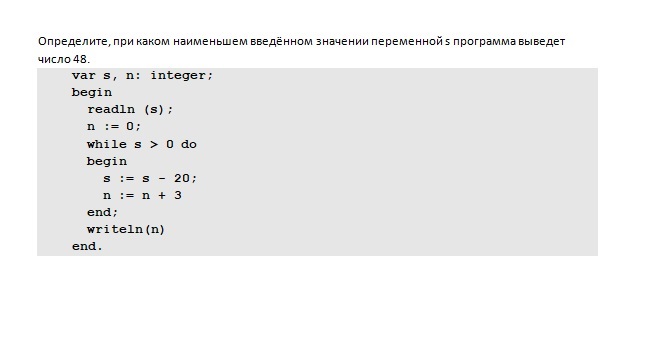 Определите, при каком наименьшем введённом значении переменной s программа выведет
число 48.
var s, n: integer;
begin
readln (s);
n := 0;
while s > 0 do
begin
s := s - 20;
n := n + 3
end;
writeln(n)
end.